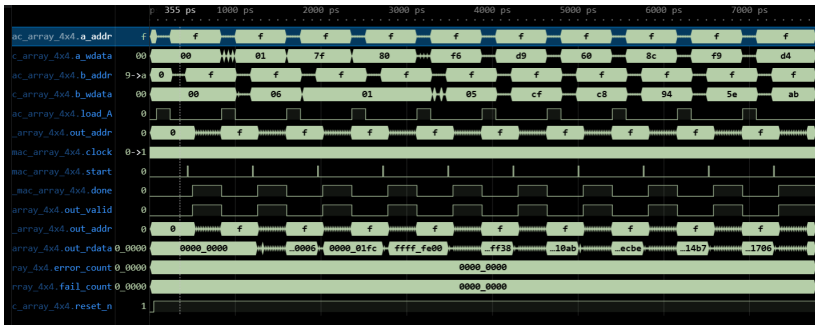 p 355 ps 1000 ps 2000 ps 3000 ps 4000 ps 5000 ps 6000 ps 7000 ps
ac_array_4x4.a_addr f f f f f f f f f f f
c_array_4x4.a_wdata 00 00 01 7f 80 f6 d9 60 8c f9 d4
ac_array_4x4.b_addr 9->a 0 f f f f f f f f f f
c_array_4x4.b_wdata 00 00 06 01 05 cf c8 94 5e ab
ac_array_4x4.load_A 0
_array_4x4.out_addr 0 0 f f f f f f f f f
mac_array_4x4.clock 0->1
mac_array_4x4.start 0
_mac_array_4x4.done 0
array_4x4.out_valid 0
_array_4x4.out_addr 0 0 f f f f f f f f f
array_4x4.out_rdata 0_0000 0000_0000 …0006 0000_01fc ffff_fe00 …ff38 …10ab …ecbe …14b7 …1706
ray_4x4.error_count 0_0000 0000_0000
rray_4x4.fail_count 0_0000 0000_0000
c_array_4x4.reset_n 1